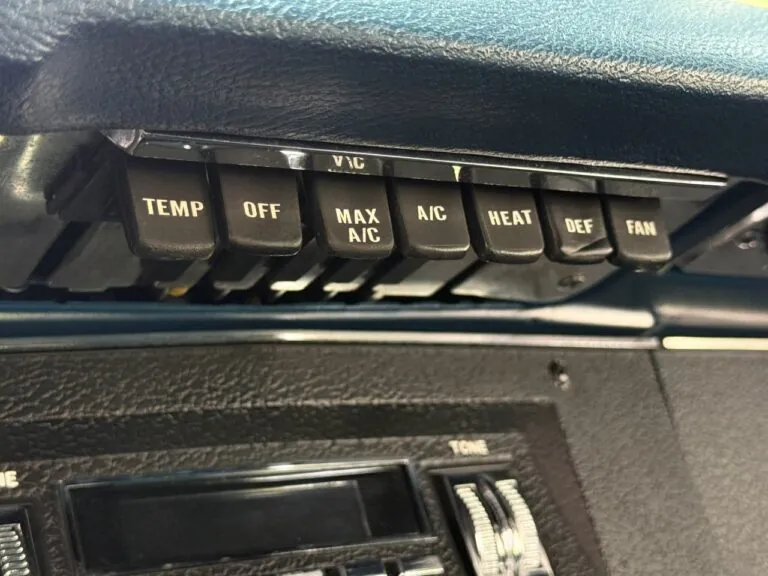 TEMP
OFF
MAX
A/C
A/C
HEAT
DEF
FAN
TONE